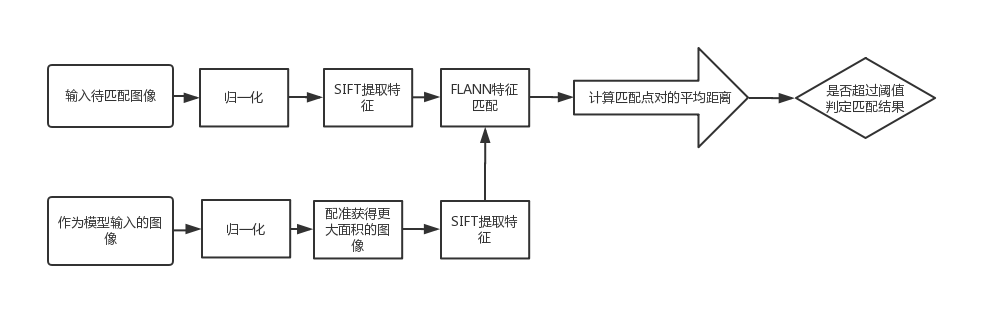 输入待匹配图像
归一化
SIFT提取特
征
FLANN特征
匹配
计算匹配点对的平均距离
是否超过阈值
判定匹配结果
作为模型输入的图
像
归一化
配准获得更
大面积的图
像
SIFT提取特
征